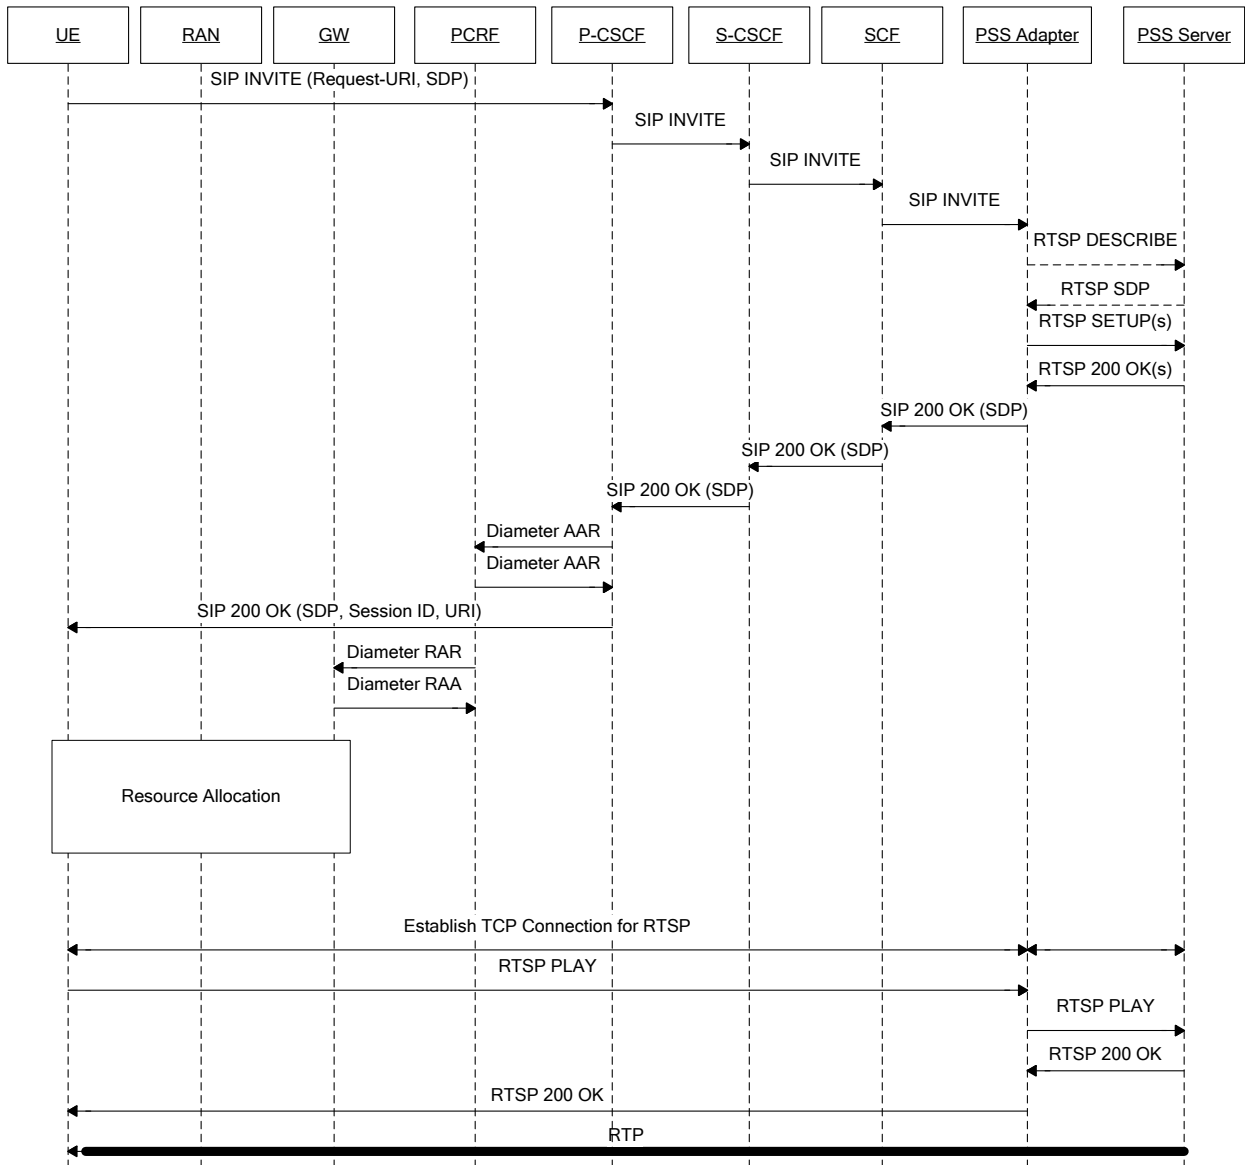 UE
RAN
GW
PCRF
P-CSCF
S-CSCF
SCF
PSS Adapter
PSS Server
SIP INVITE (Request-URI, SDP)
SIP INVITE
SIP INVITE
SIP INVITE
RTSP DESCRIBE
RTSP SDP
RTSP SETUP(s)
RTSP 200 OK(s)
SIP 200 OK (SDP)
SIP 200 OK (SDP)
SIP 200 OK (SDP)
Diameter AAR
Diameter AAR
SIP 200 OK (SDP, Session ID, URI)
Diameter RAR
Diameter RAA
Resource Allocation
Establish TCP Connection for RTSP
RTSP PLAY
RTSP PLAY
RTSP 200 OK
RTSP 200 OK
RTP